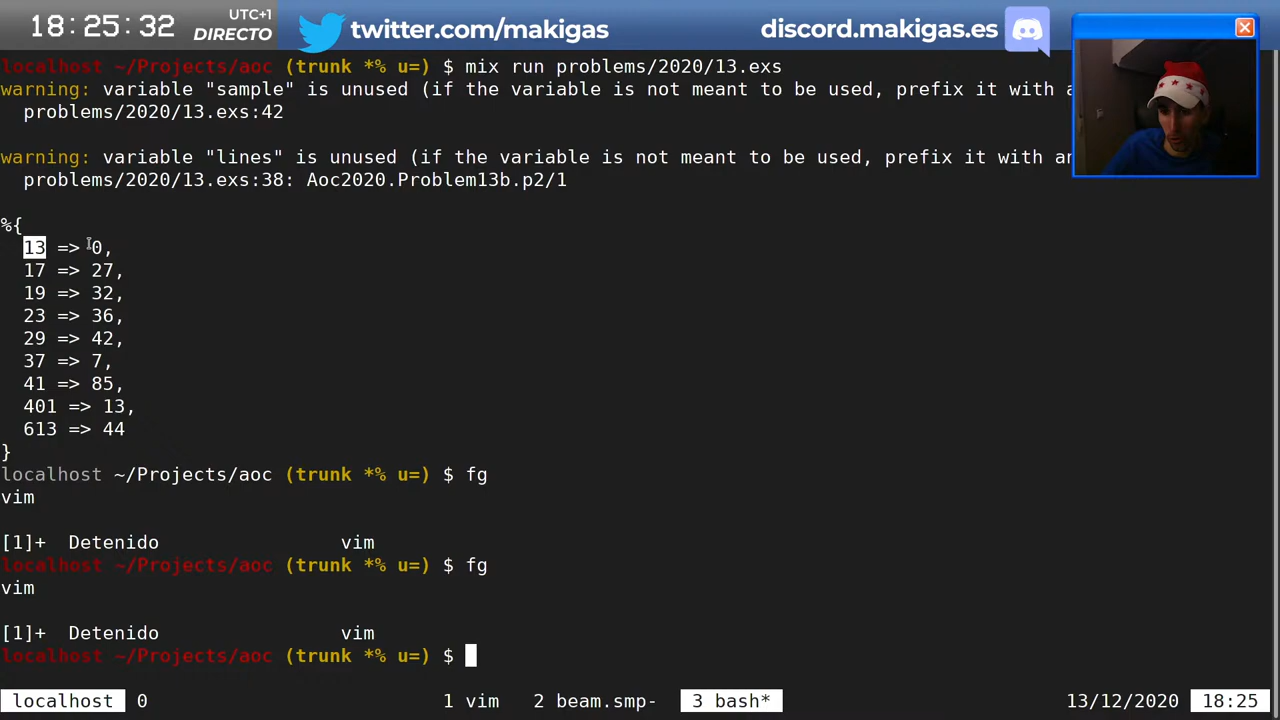 18:25:32
UTC+1
DIRECTO
twitter.com/makigas
discord.makigas.es
localhost ~/Projects/aoc (trunk *% u=) $ mix run problems/2020/13.exs
warning: variable "sample" is unused (if the variable is not meant to be used, prefix it with a
problems/2020/13.exs:42
warning: variable "lines" is unused (if the variable is not meant to be used, prefix it with an
problems/2020/13.exs:38: Aoc2020.Problem13b.p2/1
%{
13 => 0,
17 => 27,
19 => 32,
23 => 36,
29 => 42,
37 => 7,
41 => 85,
401 => 13,
613 => 44
}
localhost ~/Projects/aoc (trunk *% u=) $ fg
vim
[1]+  Detenido                vim
localhost ~/Projects/aoc (trunk *% u=) $ fg
vim
[1]+  Detenido                vim
localhost ~/Projects/aoc (trunk *% u=) $
localhost 0 1 vim 2 beam.smp- 3 bash* 13/12/2020 18:25